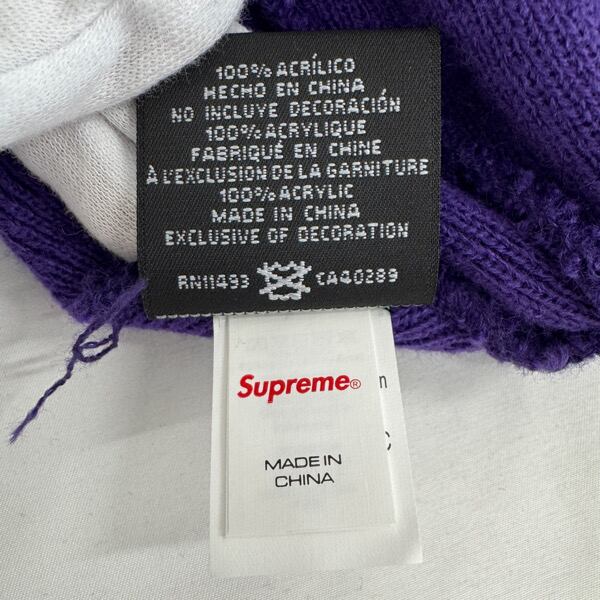 100% ACRÍLICO
HECHO EN CHINA
NO INCLUYE DECORACIÓN
100% ACRYLIQUE
FABRIQUÉ EN CHINE
À L'EXCLUSION DE LA GARNITURE
100% ACRYLIC
MADE IN CHINA
EXCLUSIVE OF DECORATION
RN11493 CA40289
Supreme®
MADE IN
CHINA